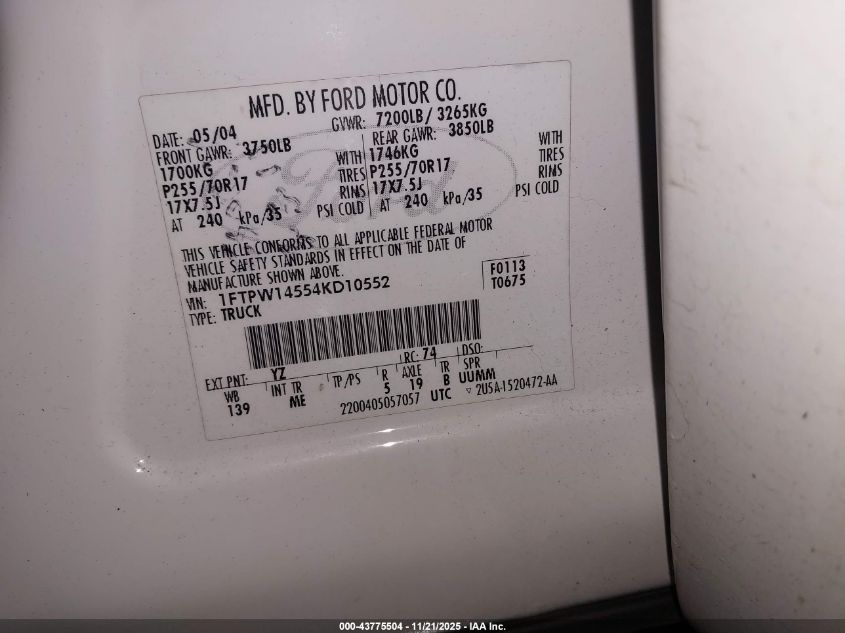 MFD. BY FORD MOTOR CO.
DATE: 05/04 GVWR: 7200LB/ 3265KG
FRONT GAWR: 3750LB REAR GAWR: 3850LB
1700KG WITH 1746KG WITH
P255/70R17 TIRES P255/70R17 TIRES
17X7.5J RIMS 17X7.5J RIMS
AT 240 kPa/35 PSI COLD AT 240 kPa/35 PSI COLD
Ford
THIS VEHICLE CONFORMS TO ALL APPLICABLE FEDERAL MOTOR
VEHICLE SAFETY STANDARDS IN EFFECT ON THE DATE OF
MANUFACTURE SHOWN ABOVE.
VIN: 1FTPW14554KD10552 F0113
TYPE: TRUCK T0675
EXT PNT: YZ RC: 74 DSO:
WB INT TR TP/PS R AXLE TR SPR
139 ME 5 19 B UUMM
2200405057057 UTC ▽ 2U5A-1520472-AA
000-43775504 - 11/21/2025 - IAA Inc.